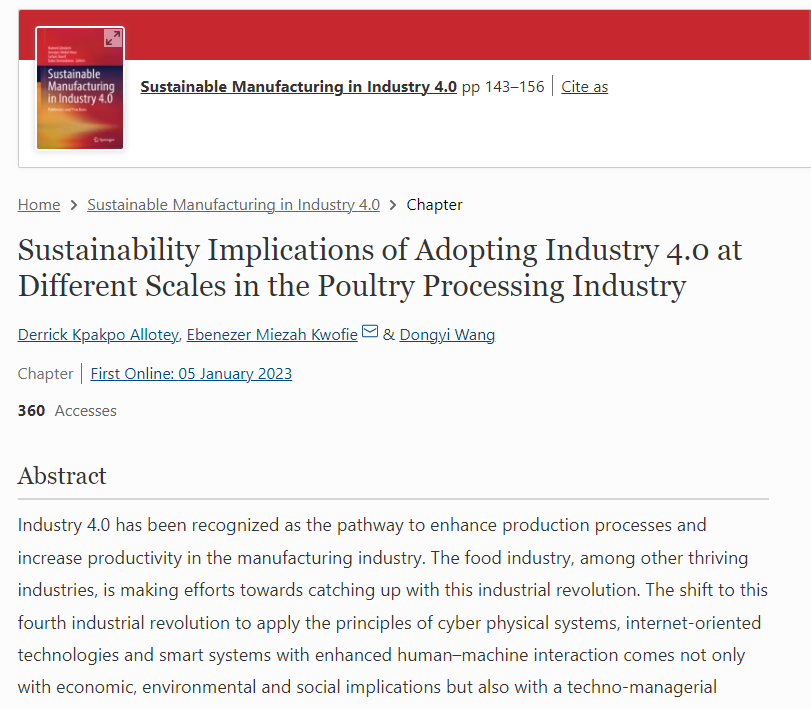 Sustainable
Manufacturing
in Industry 4.0
Springer
Sustainable Manufacturing in Industry 4.0 pp 143–156 | Cite as
Home > Sustainable Manufacturing in Industry 4.0 > Chapter
Sustainability Implications of Adopting Industry 4.0 at
Different Scales in the Poultry Processing Industry
Derrick Kpakpo Allotey, Ebenezer Miezah Kwofie & Dongyi Wang
Chapter | First Online: 05 January 2023
360 Accesses
Abstract
Industry 4.0 has been recognized as the pathway to enhance production processes and
increase productivity in the manufacturing industry. The food industry, among other thriving
industries, is making efforts towards catching up with this industrial revolution. The shift to this
fourth industrial revolution to apply the principles of cyber physical systems, internet-oriented
technologies and smart systems with enhanced human–machine interaction comes not only
with economic, environmental and social implications but also with a techno-managerial